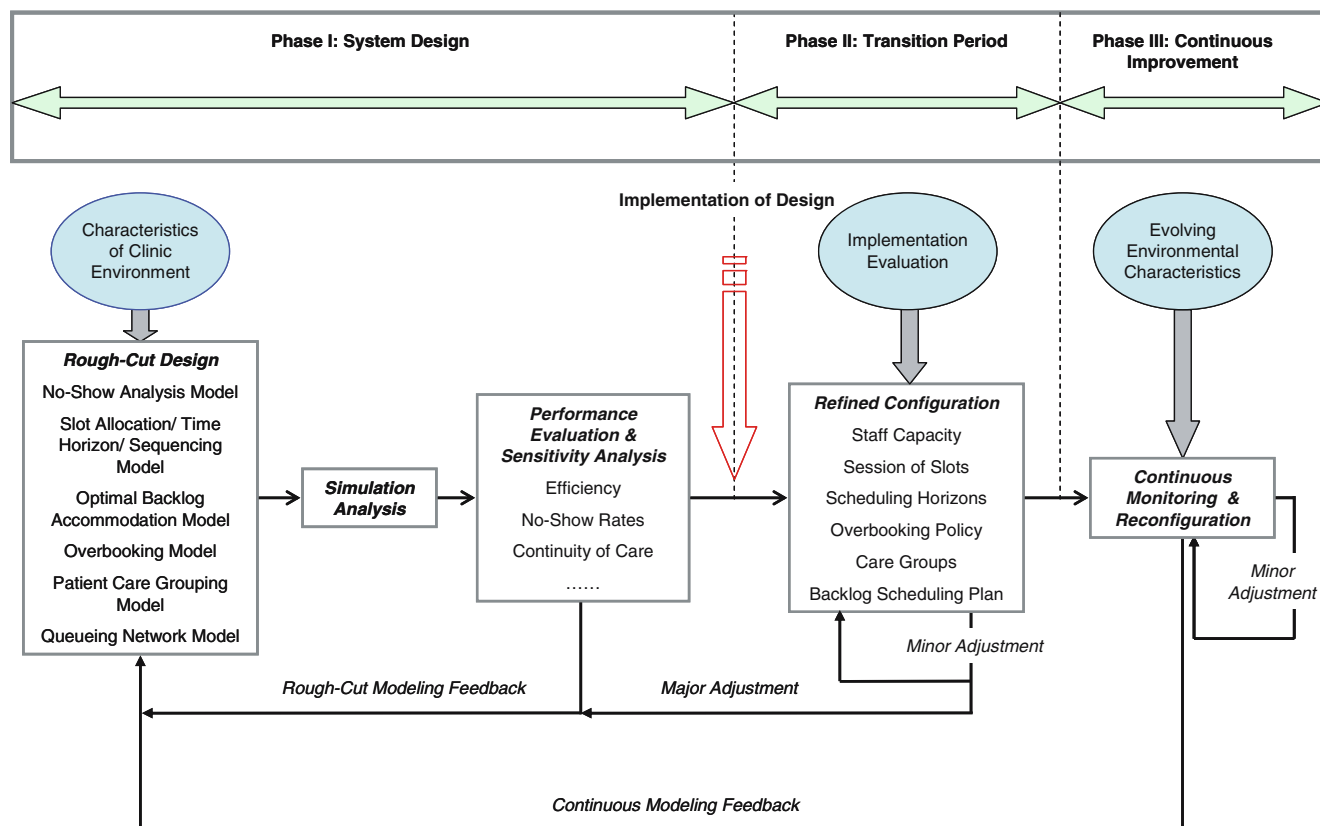 Phase I: System Design
Phase II: Transition Period
Phase III: Continuous
Improvement
Implementation of Design
Characteristics
of Clinic
Environment
Implementation
Evaluation
Evolving
Environmental
Characteristics
Rough-Cut Design
No-Show Analysis Model
Slot Allocation/ Time
Horizon/ Sequencing
Model
Optimal Backlog
Accommodation Model
Overbooking Model
Patient Care Grouping
Model
Queueing Network Model
Simulation
Analysis
Performance
Evaluation &
Sensitivity Analysis
Efficiency
No-Show Rates
Continuity of Care
......
Refined Configuration
Staff Capacity
Session of Slots
Scheduling Horizons
Overbooking Policy
Care Groups
Backlog Scheduling Plan
Continuous
Monitoring &
Reconfiguration
Minor
Adjustment
Minor Adjustment
Rough-Cut Modeling Feedback
Major Adjustment
Continuous Modeling Feedback